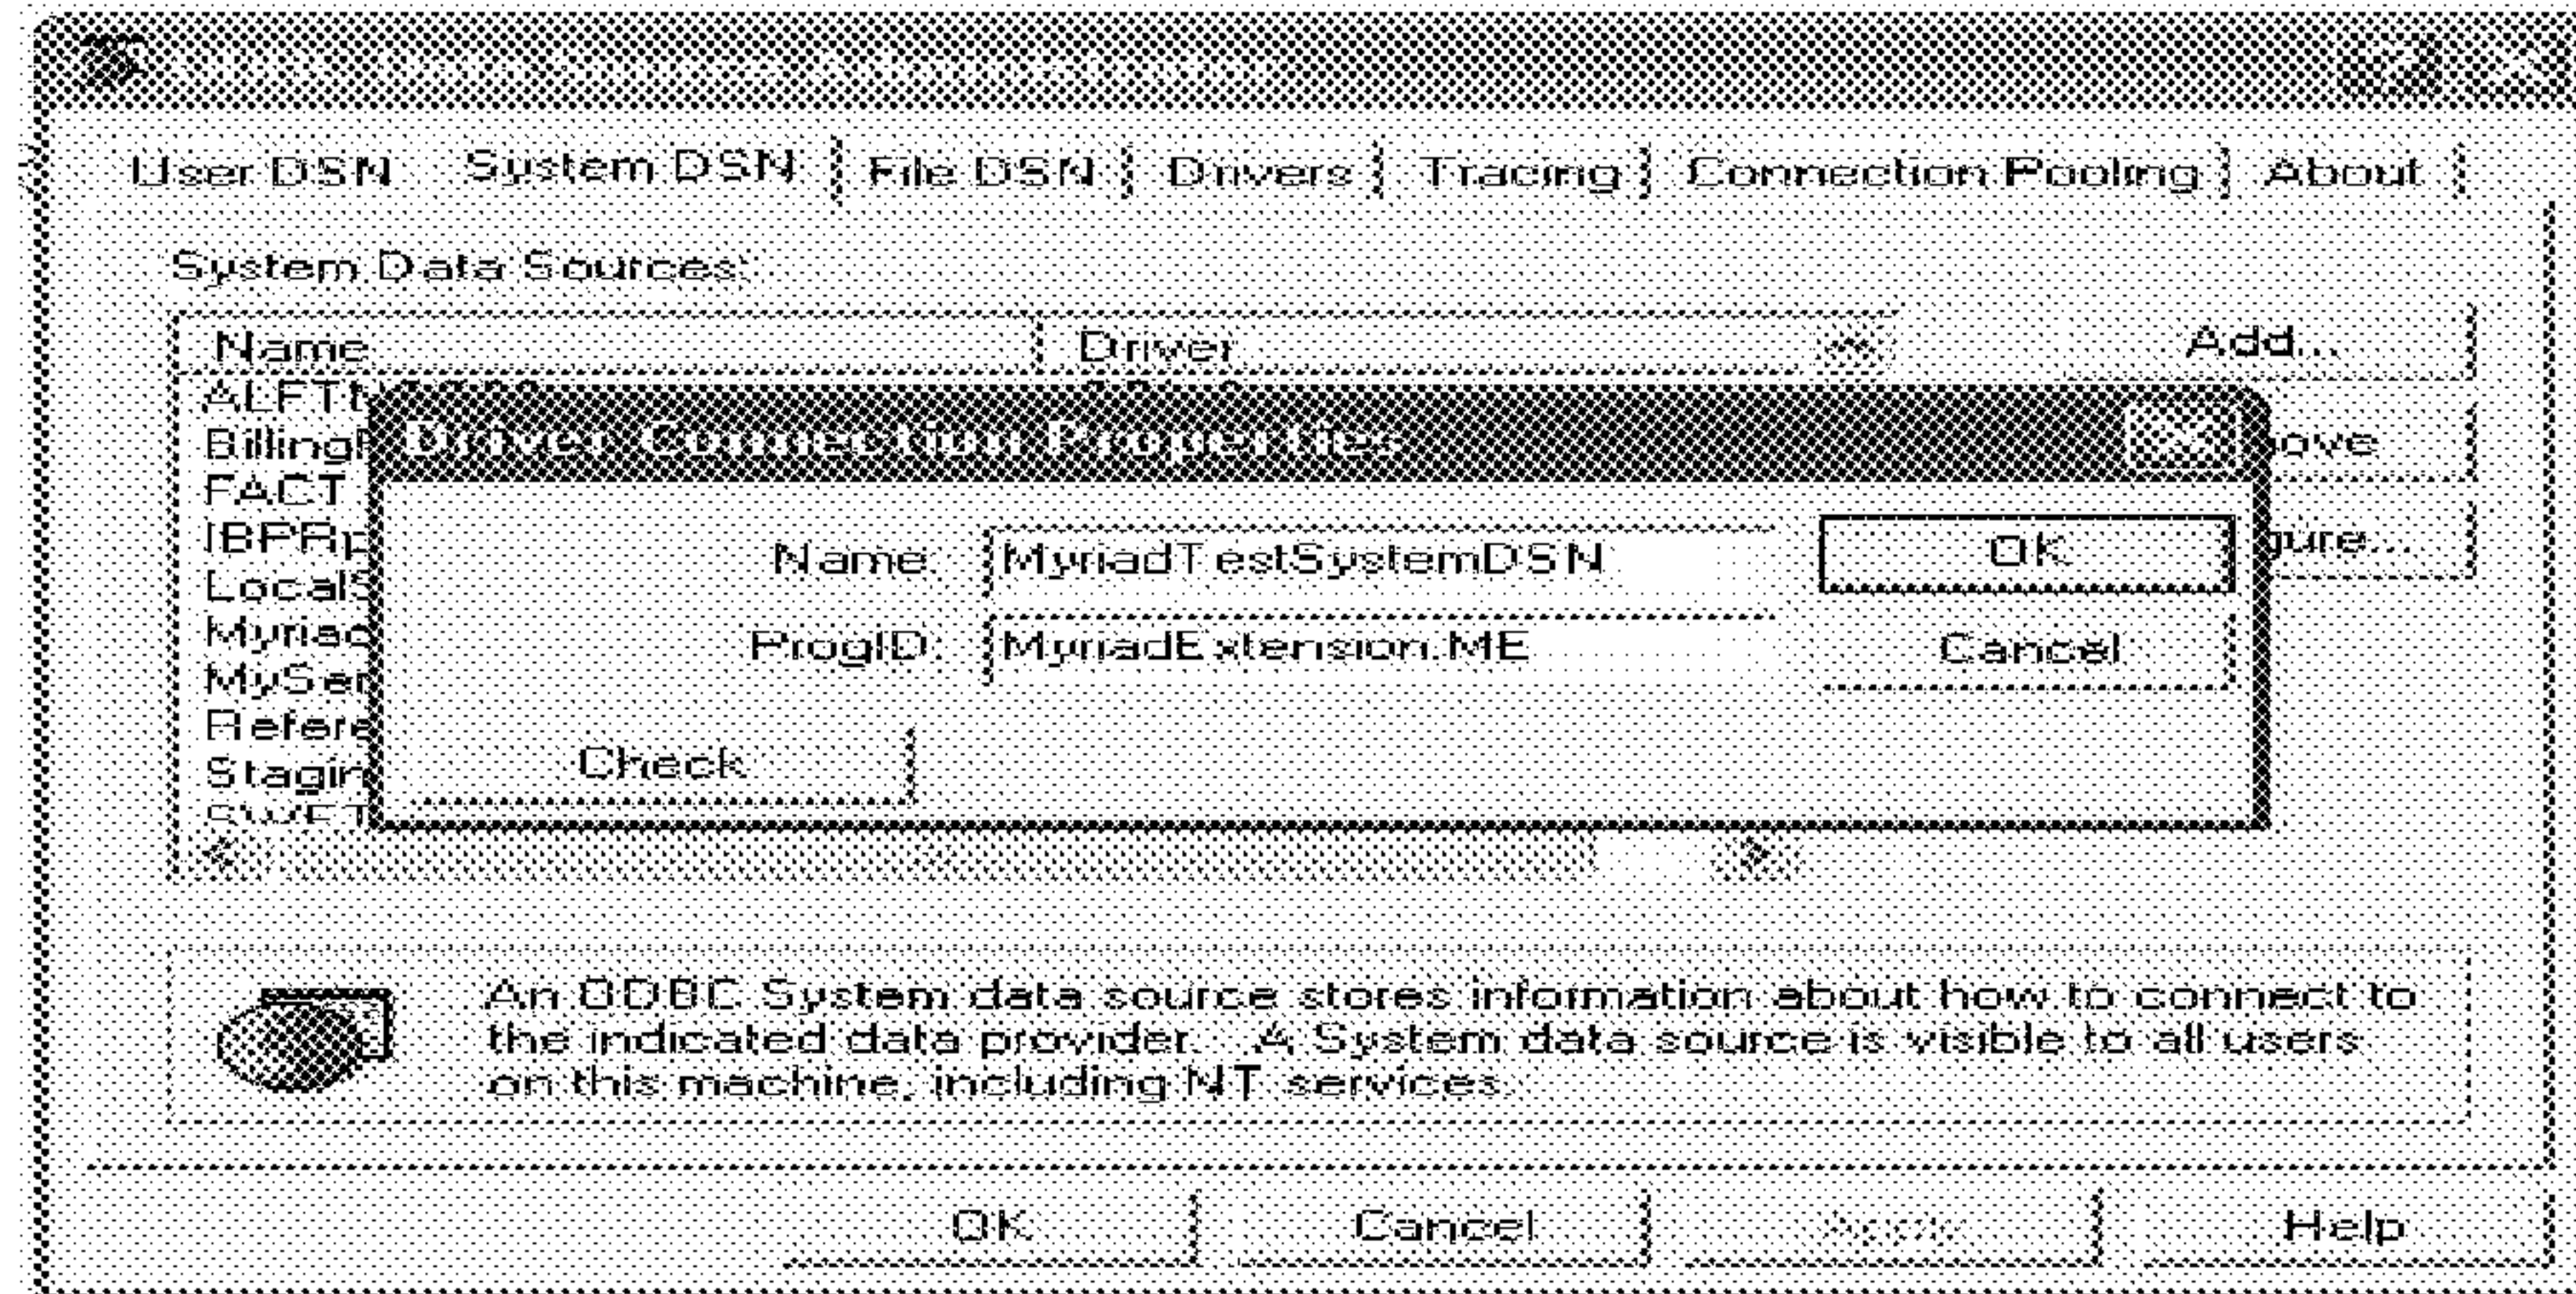 User DSN System DSN File DSN Drivers Tracing Connection Pooling About
System Data Sources:
Name Driver
Add...
Driver Connection Properties
FACT
Name: MyriadTestSystemDSN OK
ProgID: MyriadExtension.ME Cancel
Check
An ODBC System data source stores information about how to connect to
the indicated data provider. A System data source is visible to all users
on this machine, including NT services.
OK Cancel Apply Help